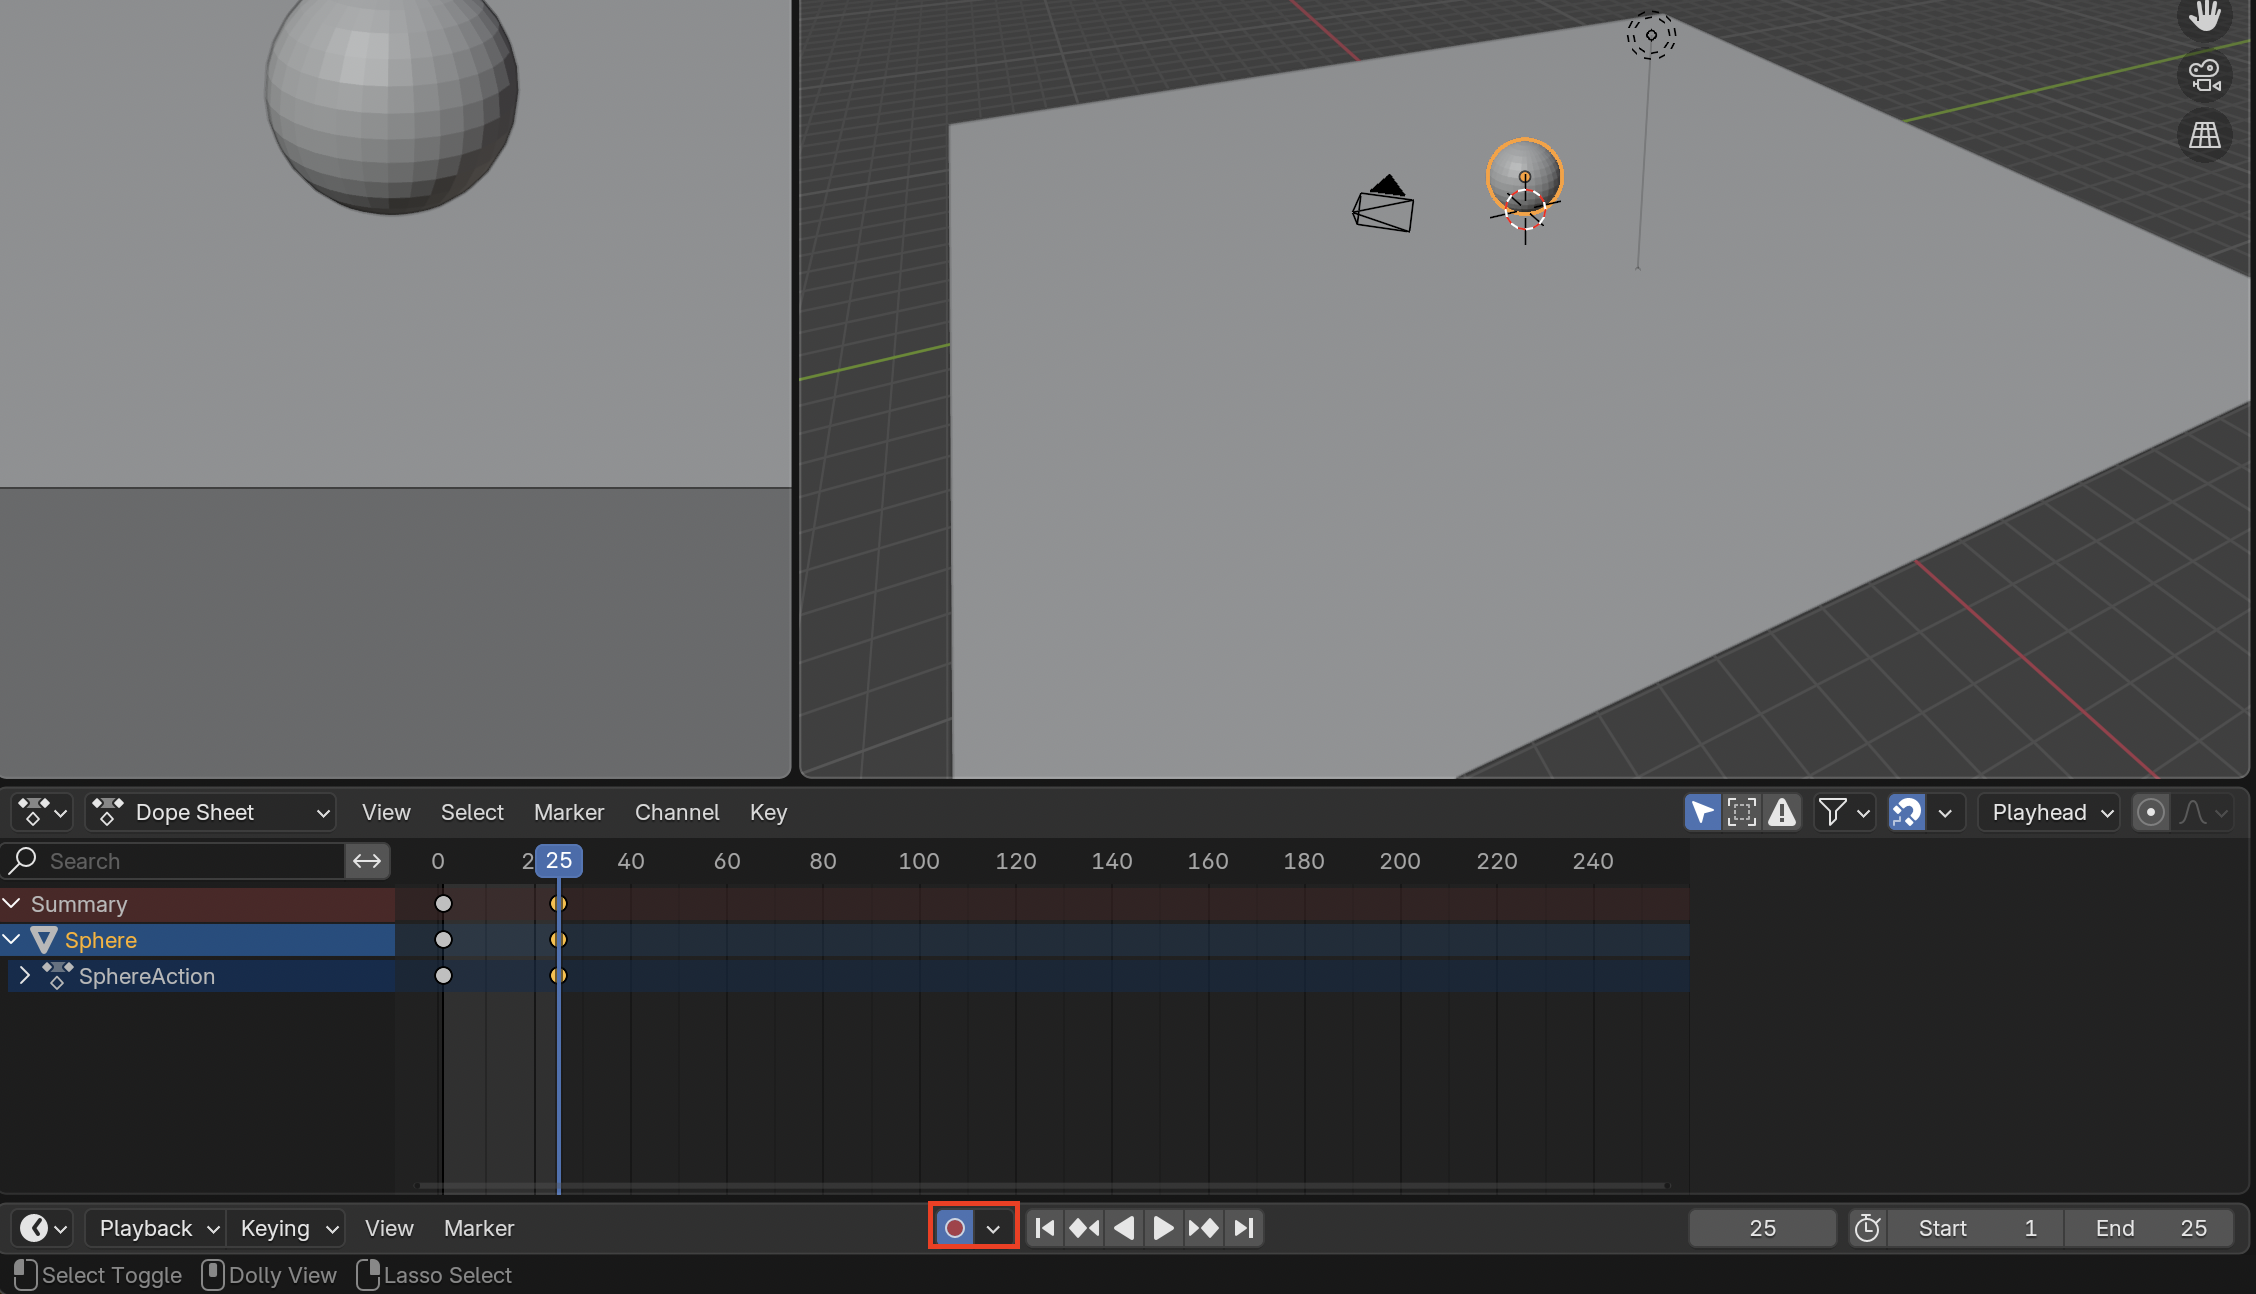 Dope Sheet View Select Marker Channel Key Playhead
Search 0 2 25 40 60 80 100 120 140 160 180 200 220 240
Summary
Sphere
SphereAction
Playback Keying View Marker 25 Start 1 End 25
Select Toggle Dolly View Lasso Select